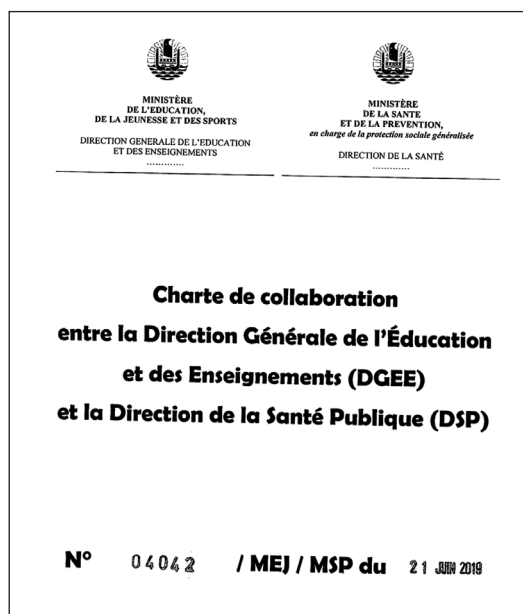 MINISTÈRE
DE L'EDUCATION,
DE LA JEUNESSE ET DES SPORTS
DIRECTION GENERALE DE L'EDUCATION
ET DES ENSEIGNEMENTS
.............
MINISTÈRE
DE LA SANTE
ET DE LA PREVENTION,
en charge de la protection sociale généralisée
DIRECTION DE LA SANTÉ
.............
Charte de collaboration
entre la Direction Générale de l'Éducation
et des Enseignements (DGEE)
et la Direction de la Santé Publique (DSP)
N° 04042 / MEJ / MSP du 21 JUIN 2019